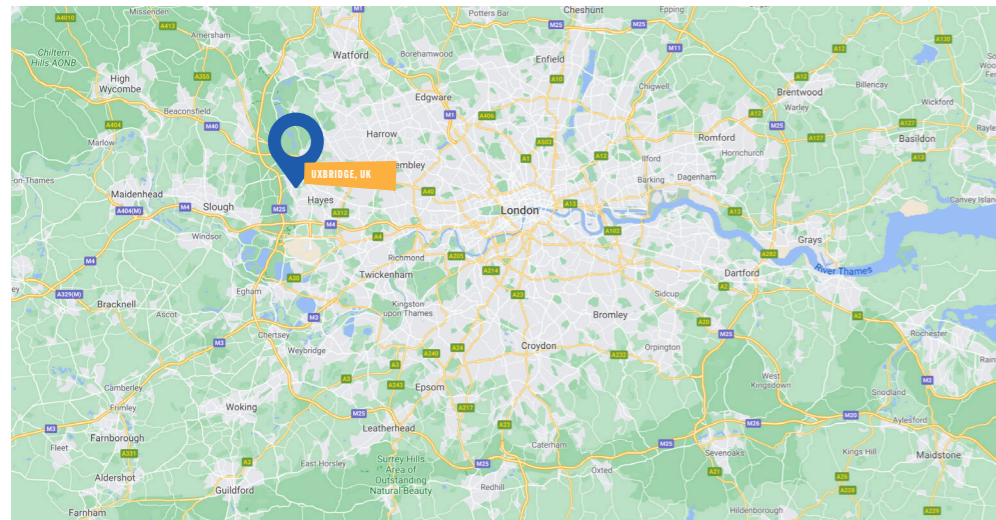 Missenden
Potters Bar
Cheshunt
Epping
A4010
M1
M25
A413
Amersham
Watford
Borehamwood
Enfield
M11
A12
A130
Chiltern
Hills AONB
High
Wycombe
A355
A10
Chigwell
Brentwood
Warley
Billericay
Wickford
Beaconsfield
Edgware
M1
A406
A12
A127
M40
A404
Marlow
Harrow
A503
A12
Romford
Hornchurch
M25
A127
Basildon
A1
Ilford
A13
UXBRIDGE, UK
embley
Barking
Dagenham
on-Thames
Maidenhead
Hayes
A40
Canvey Islan
A404(M)
M4
Slough
M25
A312
London
A13
A13
M4
Windsor
A4
A102
Grays
M4
Richmond
A205
A282
River Thames
A30
Twickenham
A214
Dartford
A329(M)
Egham
A23
Sidcup
A2
Bracknell
Ascot
M3
Kingston
upon Thames
Bromley
A20
A2
Chertsey
M25
Rochester
M3
Weybridge
A240
A24
Croydon
A232
Orpington
A3
A3
A243
Epsom
West
Kingsdown
M2
Camberley
Frimley
Woking
A217
Snodland
M25
M20
M3
Leatherhead
A23
M26
Aylesford
Farnborough
Fleet
A331
Caterham
M25
Sevenoaks
Kings Hill
Maidstone
A3
East Horsley
Surrey Hills
Area of
Outstanding
Natural Beauty
M25
Oxted
A21
Aldershot
Guildford
Redhill
A228
Farnham
Hildenborough
A229